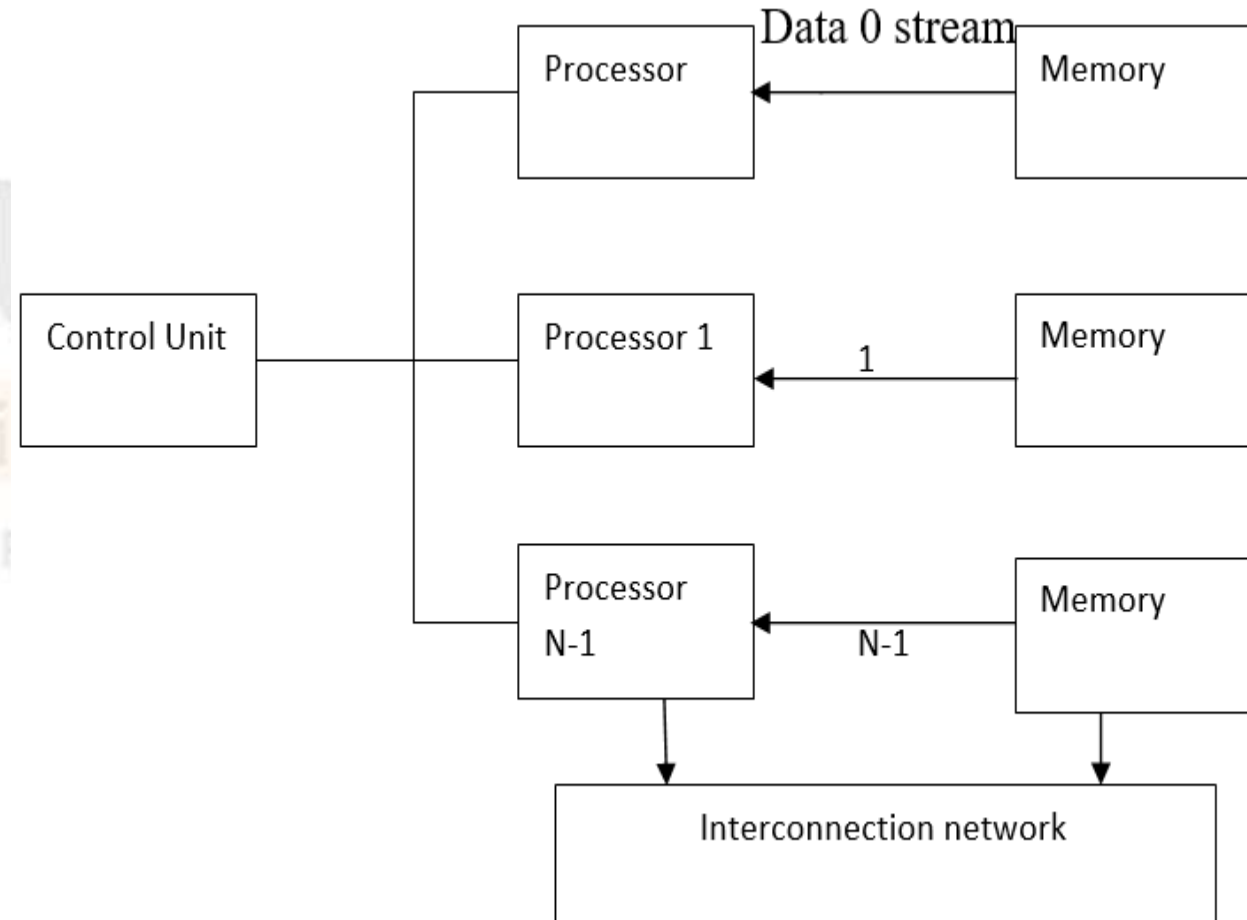 Data 0 stream
Processor
Memory
Control Unit
Processor 1
1
Memory
Processor
N-1
N-1
Memory
Interconnection network